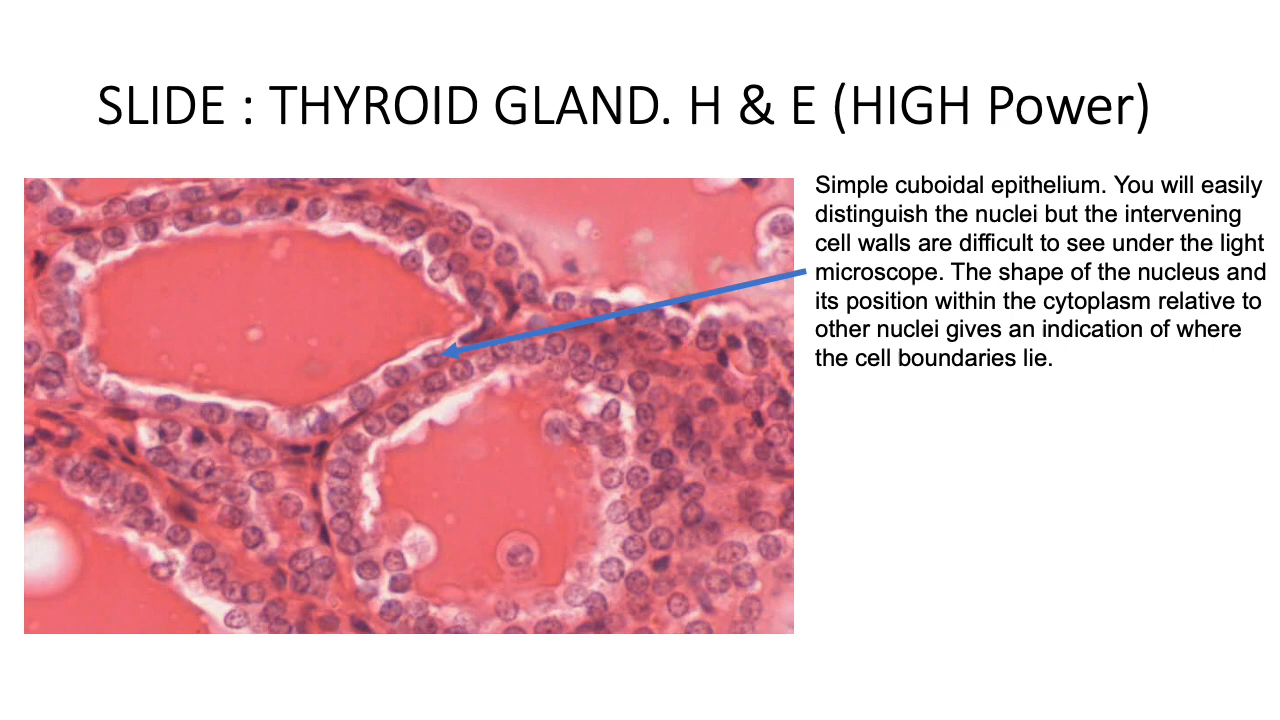 SLIDE : THYROID GLAND. H & E (HIGH Power)
Simple cuboidal epithelium. You will easily
distinguish the nuclei but the intervening
cell walls are difficult to see under the light
microscope. The shape of the nucleus and
its position within the cytoplasm relative to
other nuclei gives an indication of where
the cell boundaries lie.